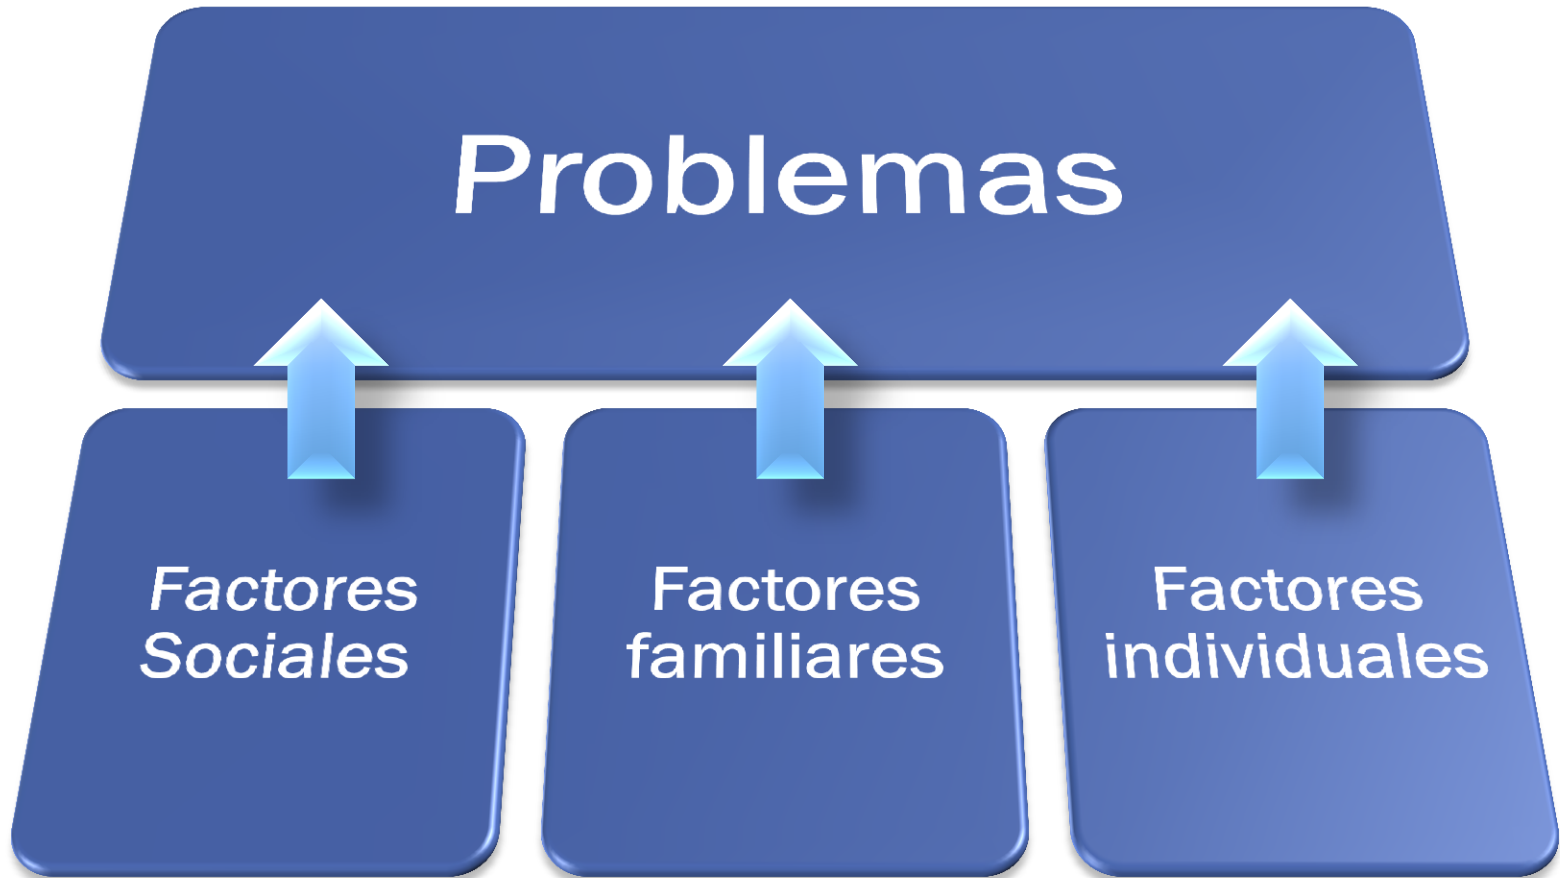 Problemas
Factores
Sociales
Factores
familiares
Factores
individuales